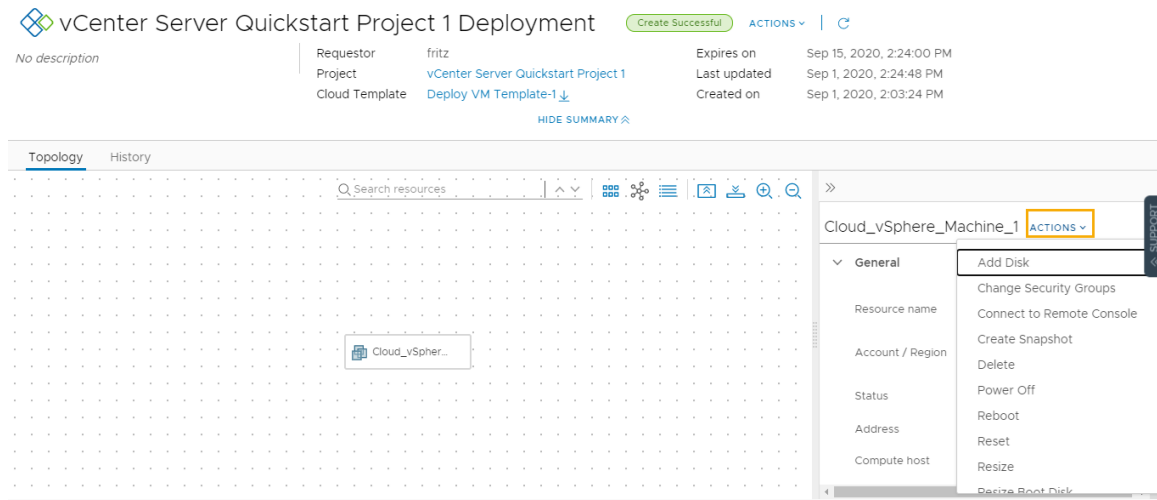 vCenter Server Quickstart Project 1 Deployment Create Successful ACTIONS
No description
Requestor fritz Expires on Sep 15, 2020, 2:24:00 PM
Project vCenter Server Quickstart Project 1 Last updated Sep 1, 2020, 2:24:48 PM
Cloud Template Deploy VM Template-1 Created on Sep 1, 2020, 2:03:24 PM
HIDE SUMMARY
Topology History
Search resources
Cloud_vSpher...
SUPPORT
Cloud_vSphere_Machine_1 ACTIONS
General
Resource name
Account / Region
Status
Address
Compute host
Add Disk
Change Security Groups
Connect to Remote Console
Create Snapshot
Delete
Power Off
Reboot
Reset
Resize
Resize Boot Disk